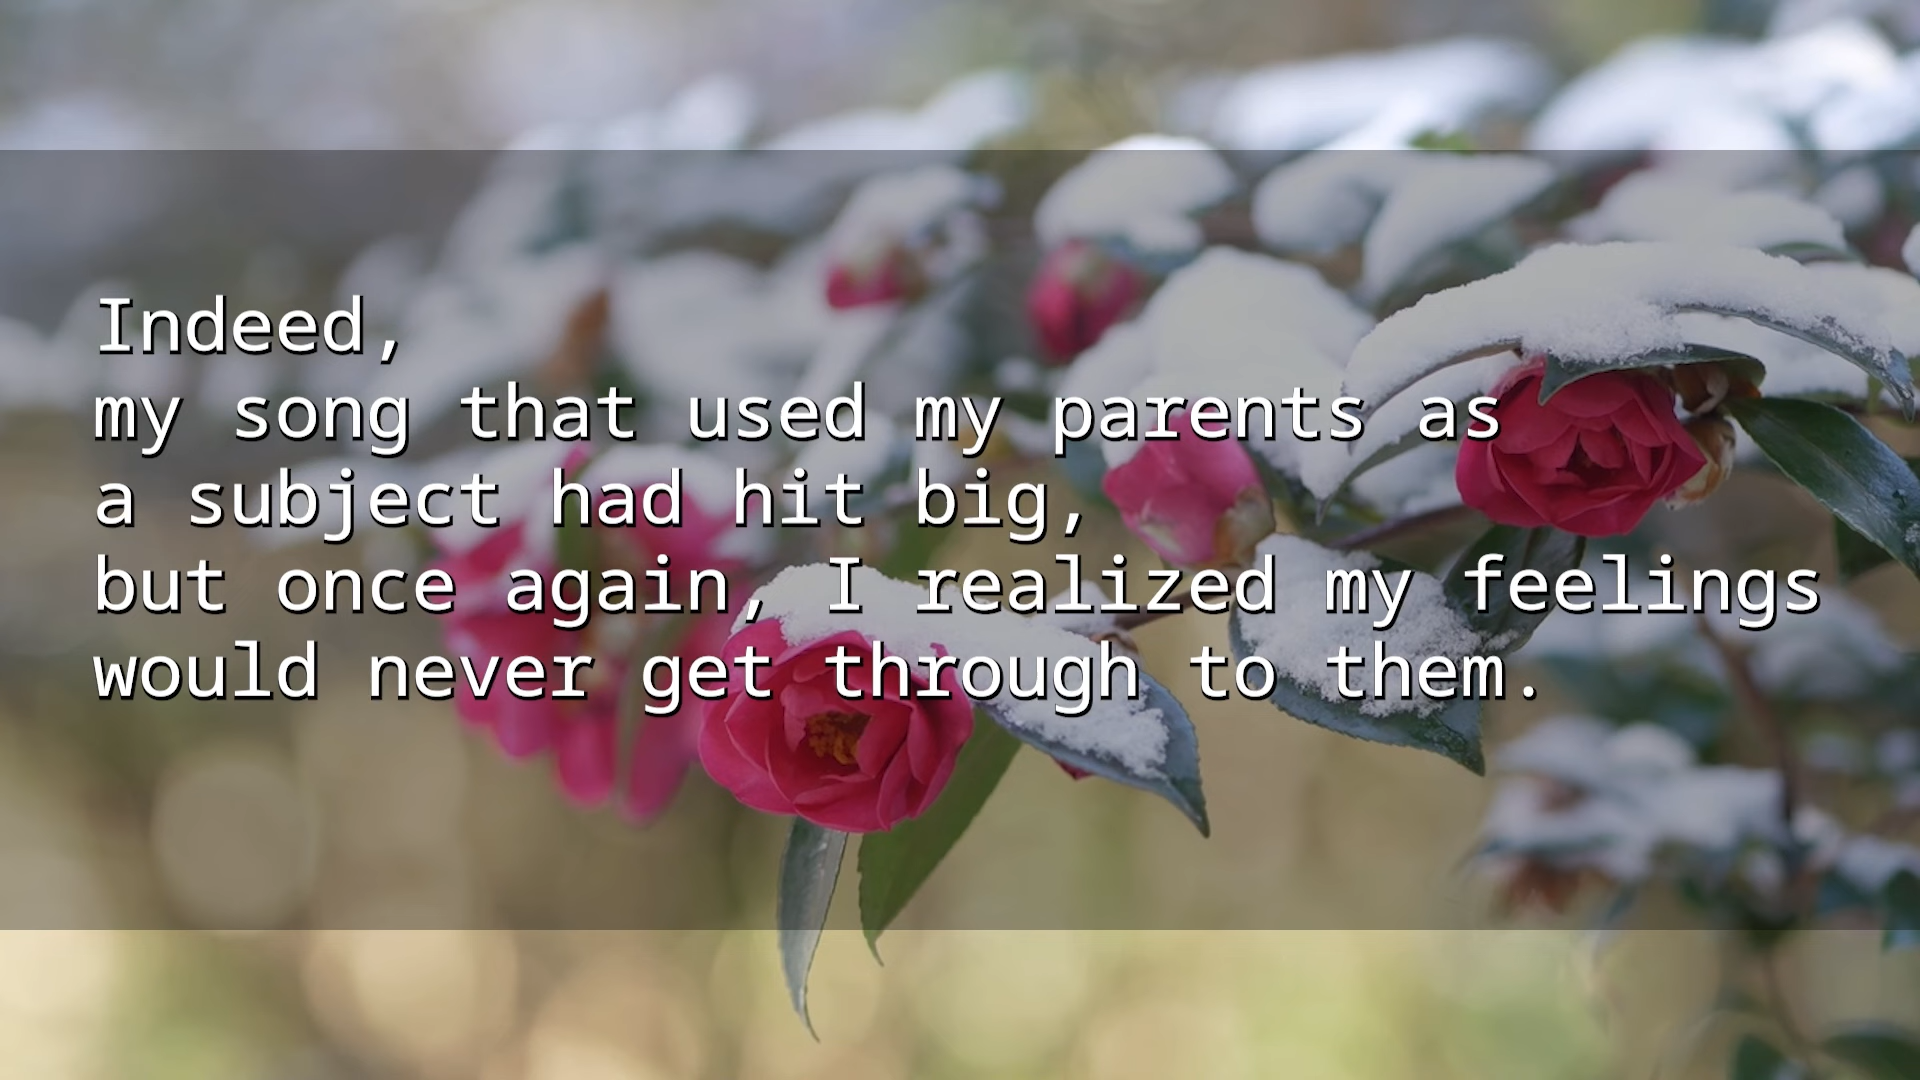 Indeed,
my song that used my parents as
a subject had hit big,
but once again, I realized my feelings
would never get through to them.